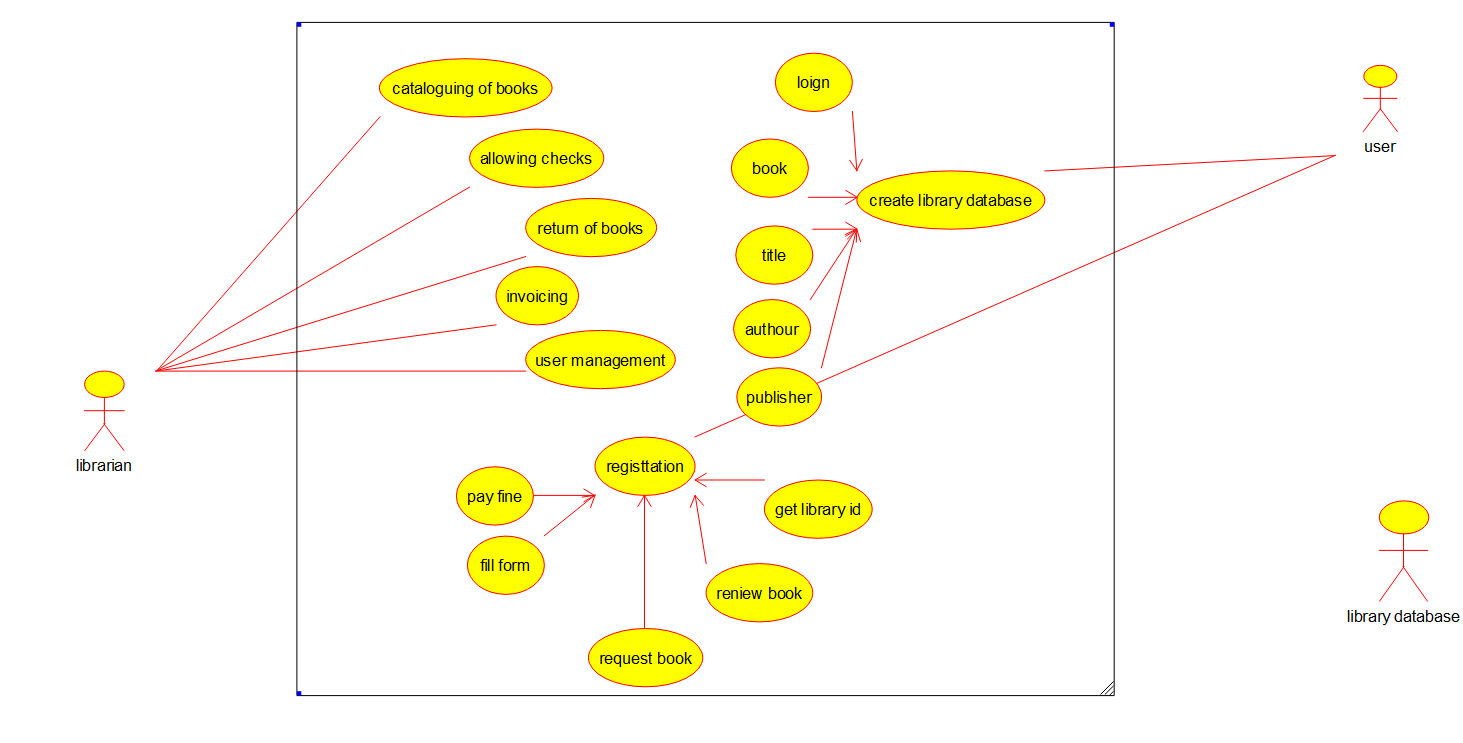 cataloguing of books
allowing checks
return of books
invoicing
user management
loign
book
title
authour
publisher
create library database
user
librarian
registtation
pay fine
fill form
request book
reniew book
get library id
library database